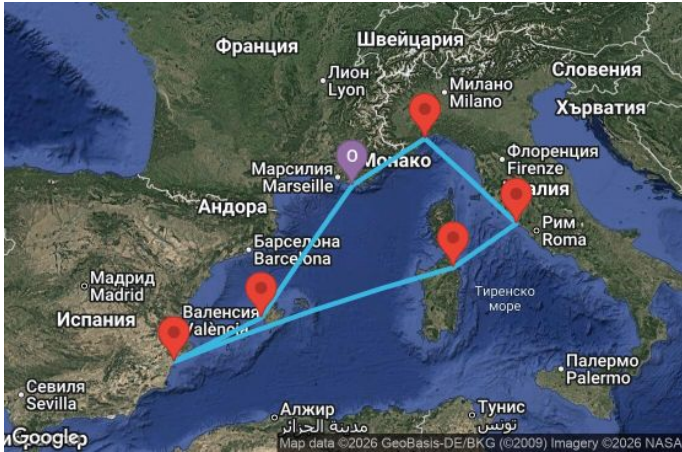 Франция
Швейцария
Словения
Лион
Lyon
Милано
Milano
Хърватия
О
Монако
Марсилия
Marseille
Флоренция
Firenze
Италия
Андора
Рим
Roma
Барселона
Barcelona
Мадрид
Madrid
Валенсия
València
Испания
Тиренско
море
Палермо
Palermo
Севиля
Sevilla
Алжир
مدينة الجزائر
Тунис
تونس
Google
Map data ©2026 GeoBasis-DE/BKG (©2009) Imagery ©2026 NASA